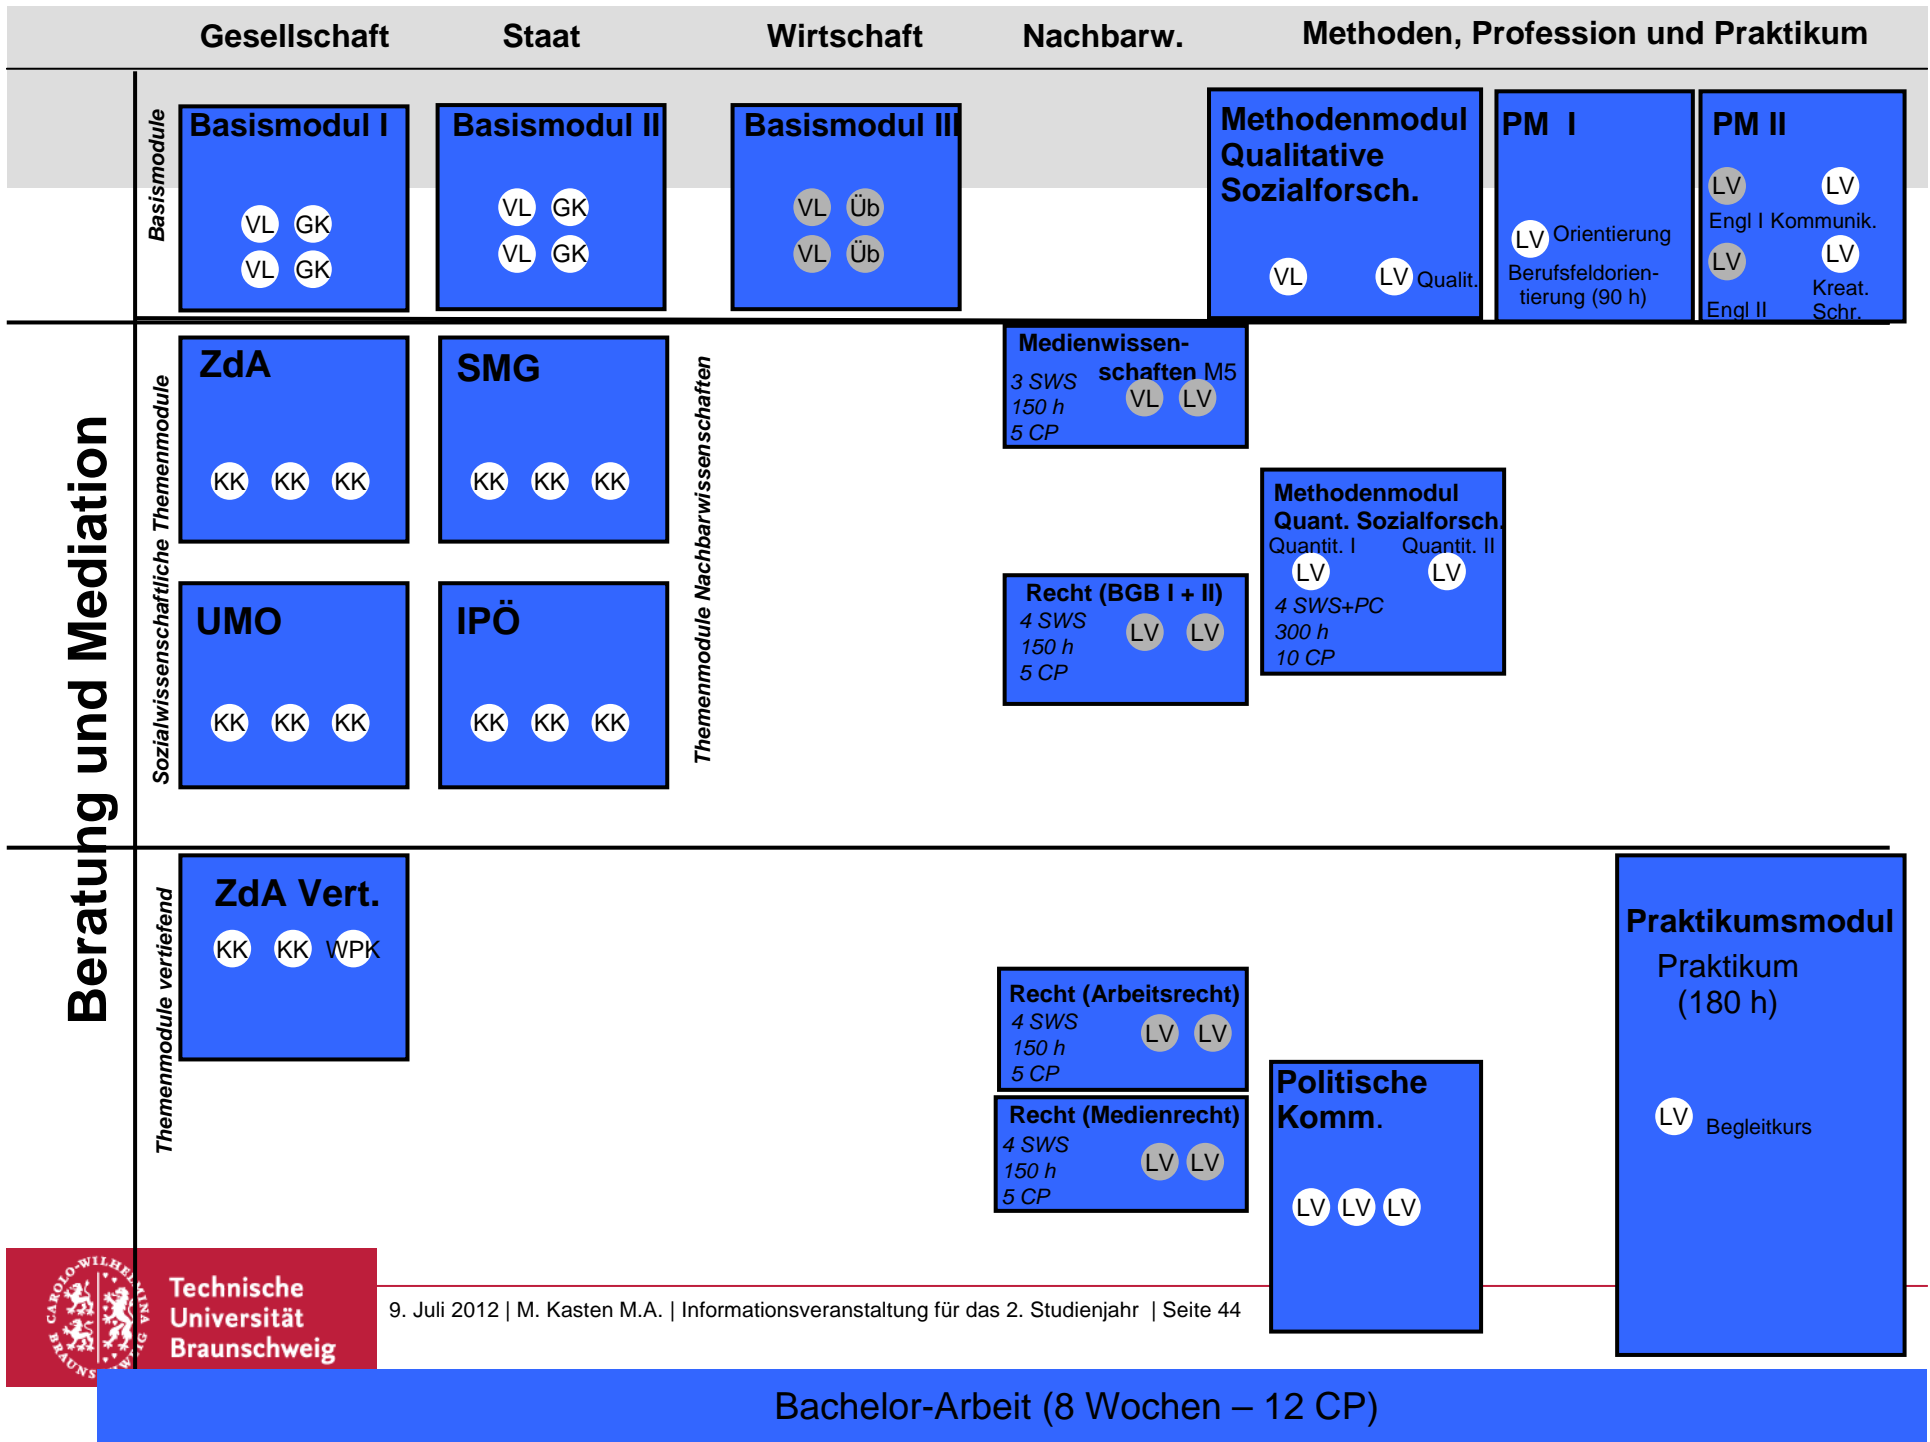 Gesellschaft Staat Wirtschaft Nachbarw. Methoden, Profession und Praktikum
Beratung und Mediation
Basismodule
Basismodul I
VL GK
VL GK
Basismodul II
VL GK
VL GK
Basismodul III
VL Üb
VL Üb
Methodenmodul
Qualitative
Sozialforsch.
VL LV Qualit.
PM I
LV Orientierung
Berufsfeldorien-
tierung (90 h)
PM II
LV LV
Engl I Kommunik.
LV LV
Engl II Kreat.
Schr.
Sozialwissenschaftliche Themenmodule
ZdA
KK KK KK
SMG
KK KK KK
UMO
KK KK KK
IPÖ
KK KK KK
Themenmodule Nachbarwissenschaften
Medienwissen-
schaften M5
3 SWS
150 h
5 CP
VL LV
Recht (BGB I + II)
4 SWS
150 h
5 CP
LV LV
Methodenmodul
Quant. Sozialforsch.
Quantit. I Quantit. II
LV LV
4 SWS+PC
300 h
10 CP
Themenmodule vertiefend
ZdA Vert.
KK KK WPK
Recht (Arbeitsrecht)
4 SWS
150 h
5 CP
LV LV
Recht (Medienrecht)
4 SWS
150 h
5 CP
LV LV
Politische
Komm.
LV LV LV
Praktikumsmodul
Praktikum
(180 h)
LV Begleitkurs
CAROLO-WILHELMINA
BRAUNSCHWEIG
Technische
Universität
Braunschweig
9. Juli 2012 | M. Kasten M.A. | Informationsveranstaltung für das 2. Studienjahr | Seite 44
Bachelor-Arbeit (8 Wochen – 12 CP)